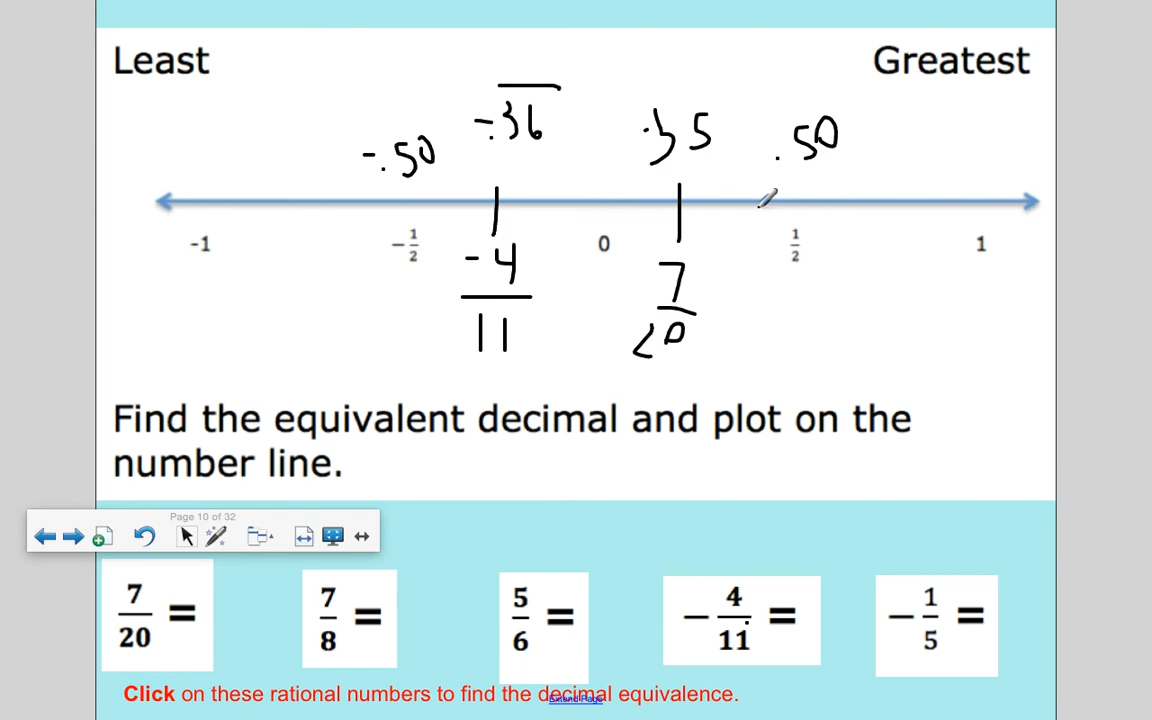 Least Greatest
-.50 -.36 .35 .50
-1 -1/2 0 1/2 1
-4/11 7/20
Find the equivalent decimal and plot on the
number line.
Page 10 of 32
7/20 = 7/8 = 5/6 = -4/11 = -1/5 =
Click on these rational numbers to find the decimal equivalence.
Extend Page